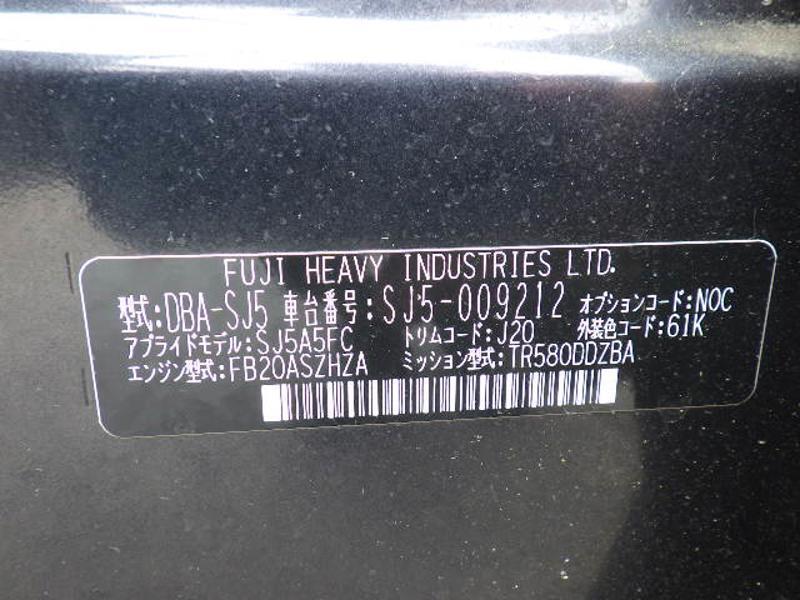 FUJI HEAVY INDUSTRIES LTD.
型式:DBA-SJ5 車台番号:SJ5-009212 オプションコード:NOC
アプライドモデル:SJ5A5FC トリムコード:J20 外装色コード:61K
エンジン型式:FB20ASZHZA ミッション型式:TR580DDZBA